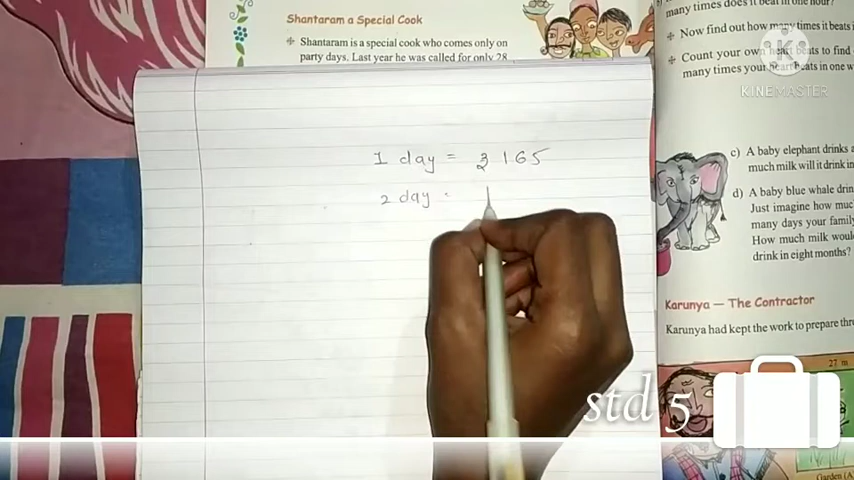 Shantaram a Special Cook
Shantaram is a special cook who comes only on
party days. Last year he was called for only 28
many times does it beat in one hour?
Now find out how many times it beats
Count your own heart beats to find
many times your heart beats in one w
KINEMASTER
1 day = 3165
2 day =
c) A baby elephant drinks a
much milk will it drink in
d) A baby blue whale drin
Just imagine how muc
many days your family
How much milk woul
drink in eight months?
Karunya — The Contractor
Karunya had kept the work to prepare thr
27 m
std 5
Garden (A